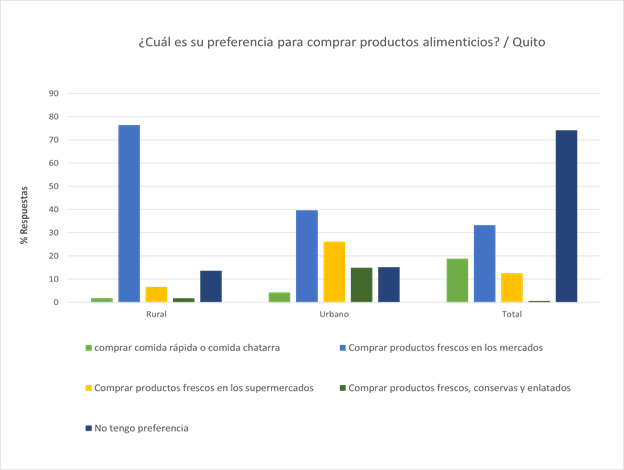 ¿Cuál es su preferencia para comprar productos alimenticios? / Quito
90
80
70
60
50
40
30
20
10
0
% Respuestas
Rural Urbano Total
comprar comida rápida o comida chatarra Comprar productos frescos en los mercados
Comprar productos frescos en los supermercados Comprar productos frescos, conservas y enlatados
No tengo preferencia